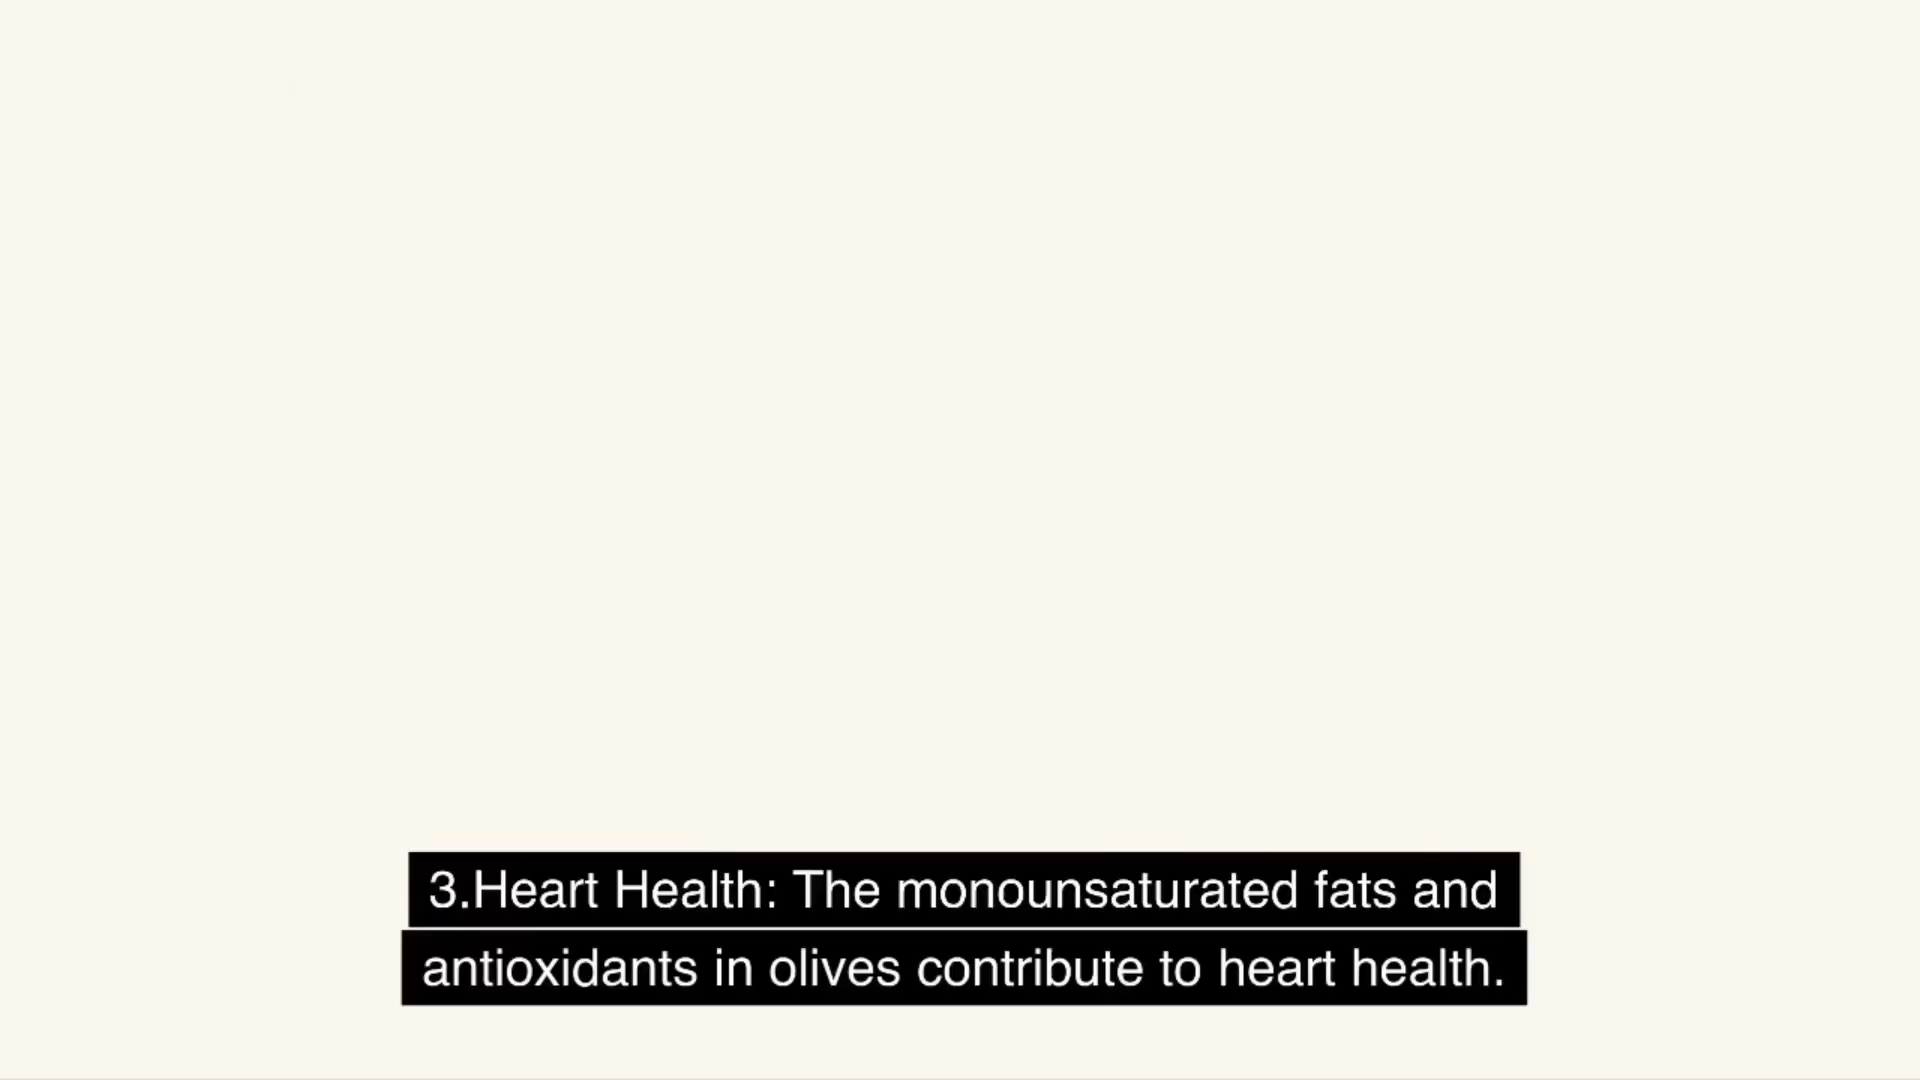 3.Heart Health: The monounsaturated fats and
antioxidants in olives contribute to heart health.